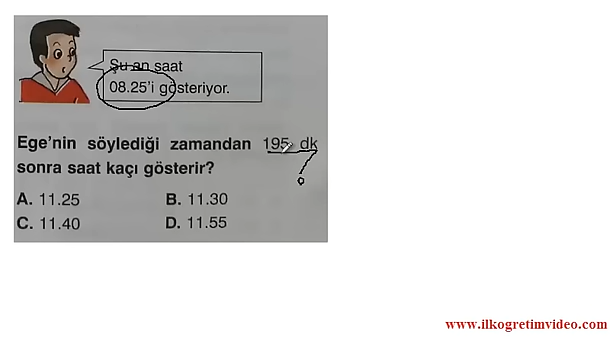 Şu an saat
08.25'i gösteriyor.
Ege'nin söylediği zamandan 195 dk
sonra saat kaçı gösterir?
?
A. 11.25 B. 11.30
C. 11.40 D. 11.55
www.ilkogretimvideo.com